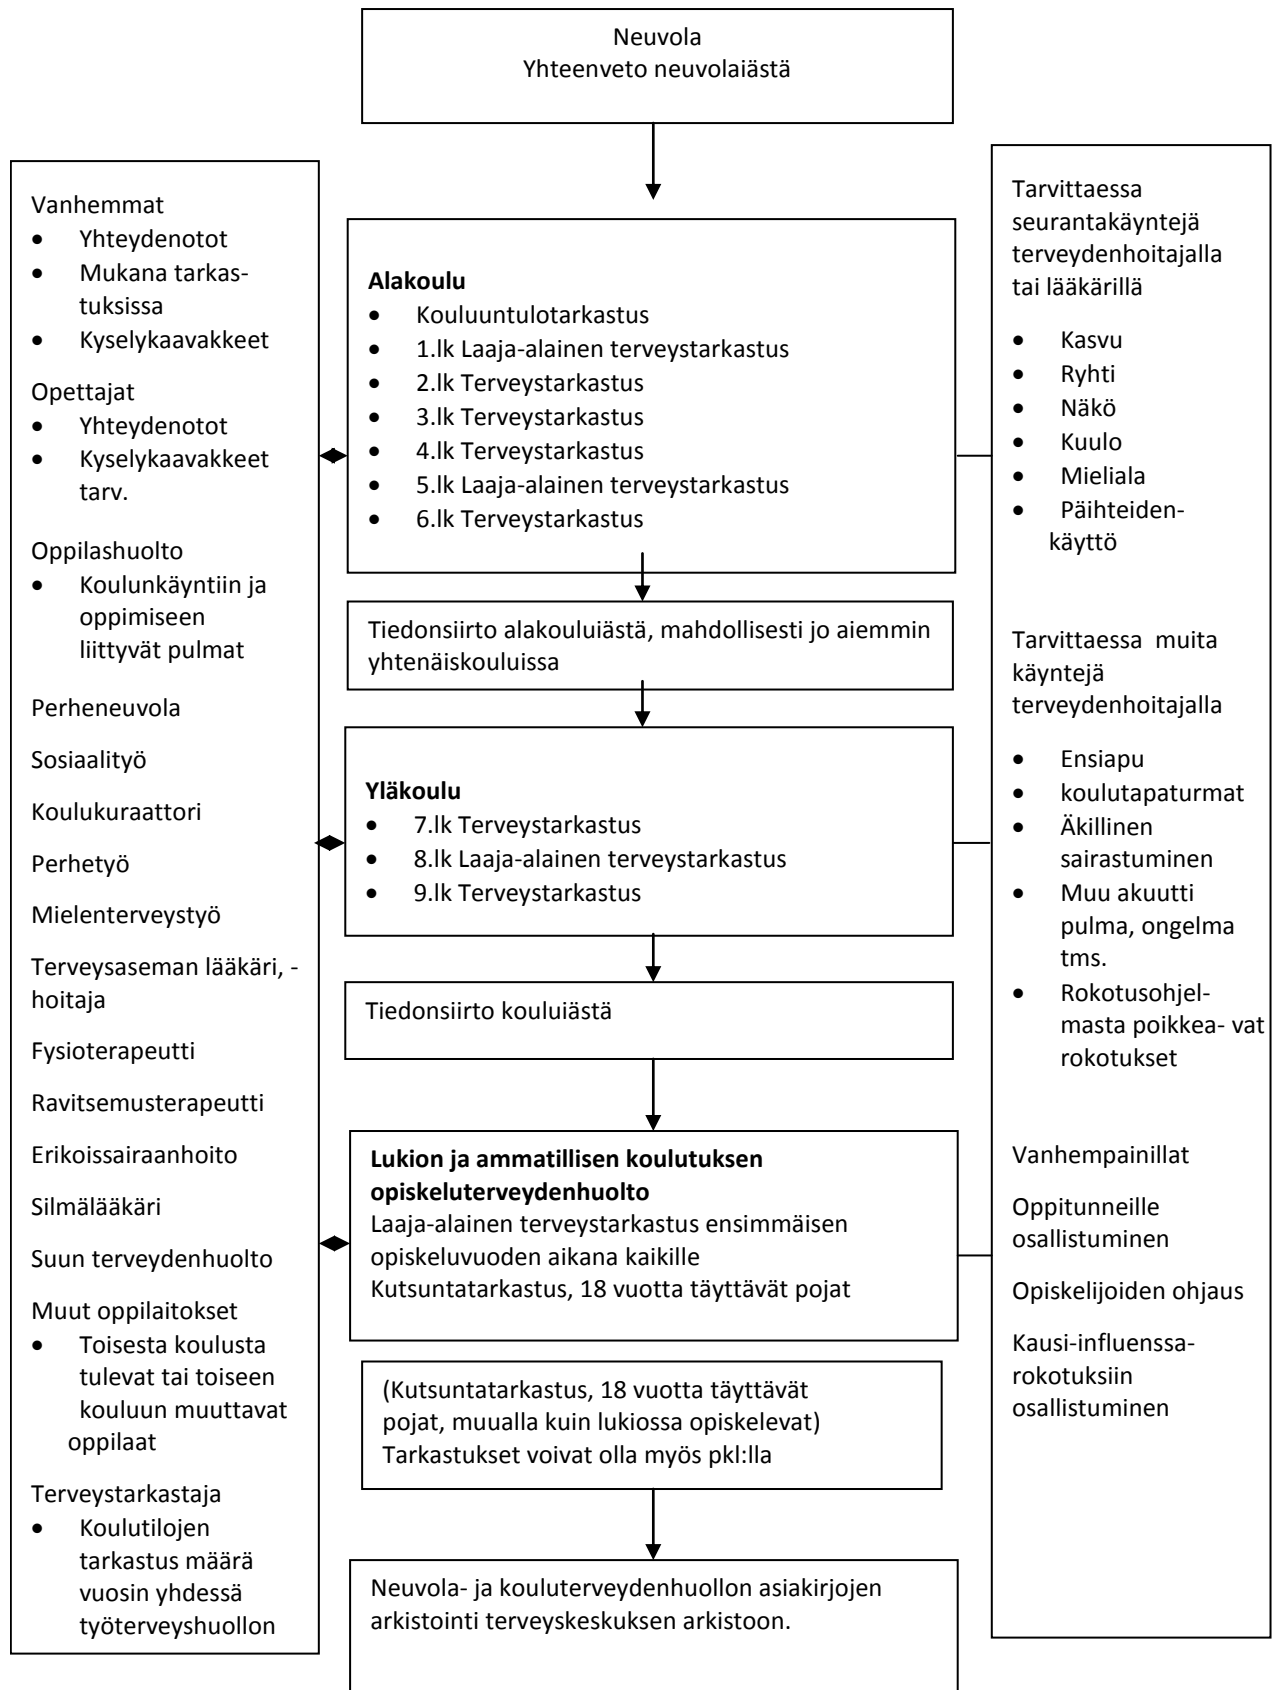 Neuvola
Yhteenveto neuvolaiästä
Vanhemmat
• Yhteydenotot
• Mukana tarkas-
tuksissa
• Kyselykaavakkeet
Opettajat
• Yhteydenotot
• Kyselykaavakkeet
tarv.
Oppilashuolto
• Koulunkäyntiin ja
oppimiseen
liittyvät pulmat
Perheneuvola
Sosiaalityö
Koulukuraattori
Perhetyö
Mielenterveystyö
Terveysaseman lääkäri, -
hoitaja
Fysioterapeutti
Ravitsemusterapeutti
Erikoissairaanhoito
Silmälääkäri
Suun terveydenhuolto
Muut oppilaitokset
• Toisesta koulusta
tulevat tai toiseen
kouluun muuttavat
oppilaat
Terveystarkastaja
• Koulutilojen
tarkastus määrä
vuosin yhdessä
työterveyshuollon
Alakoulu
• Kouluuntulotarkastus
• 1.lk Laaja-alainen terveystarkastus
• 2.lk Terveystarkastus
• 3.lk Terveystarkastus
• 4.lk Terveystarkastus
• 5.lk Laaja-alainen terveystarkastus
• 6.lk Terveystarkastus
Tiedonsiirto alakouluiästä, mahdollisesti jo aiemmin
yhtenäiskouluissa
Yläkoulu
• 7.lk Terveystarkastus
• 8.lk Laaja-alainen terveystarkastus
• 9.lk Terveystarkastus
Tiedonsiirto kouluiästä
Lukion ja ammatillisen koulutuksen
opiskeluterveydenhuolto
Laaja-alainen terveystarkastus ensimmäisen
opiskeluvuoden aikana kaikille
Kutsuntatarkastus, 18 vuotta täyttävät pojat
(Kutsuntatarkastus, 18 vuotta täyttävät
pojat, muualla kuin lukiossa opiskelevat)
Tarkastukset voivat olla myös pkl:lla
Neuvola- ja kouluterveydenhuollon asiakirjojen
arkistointi terveyskeskuksen arkistoon.
Tarvittaessa
seurantakäyntejä
terveydenhoitajalla
tai lääkärillä
• Kasvu
• Ryhti
• Näkö
• Kuulo
• Mieliala
• Päihteiden-
käyttö
Tarvittaessa muita
käyntejä
terveydenhoitajalla
• Ensiapu
• koulutapaturmat
• Äkillinen
sairastuminen
• Muu akuutti
pulma, ongelma
tms.
• Rokotusohjel-
masta poikkea- vat
rokotukset
Vanhempainillat
Oppitunneille
osallistuminen
Opiskelijoiden ohjaus
Kausi-influenssa-
rokotuksiin
osallistuminen